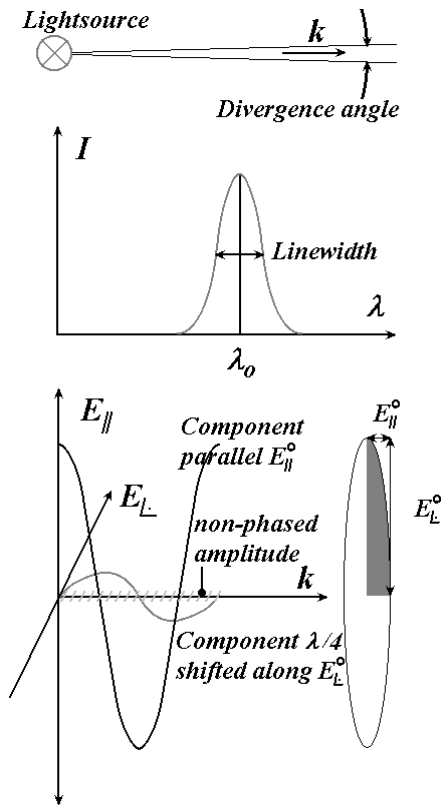 Lightsource
k
Divergence angle
I
Linewidth
λ
λo
E∥
Component
parallel E∥°
E∥°
E⊥
E⊥°
non-phased
amplitude
k
Component λ/4
shifted along E⊥°